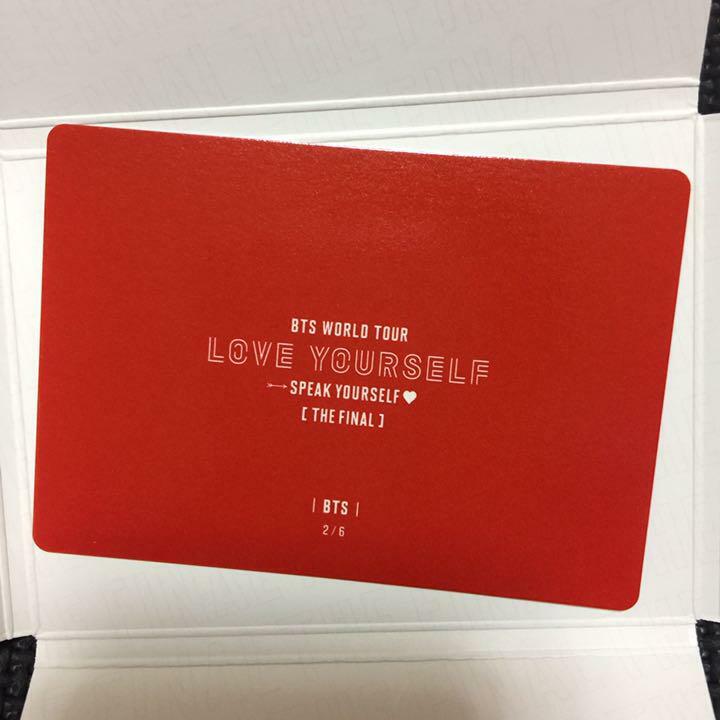 BTS WORLD TOUR
LOVE YOURSELF
SPEAK YOURSELF
[ THE FINAL ]
| BTS |
2/6